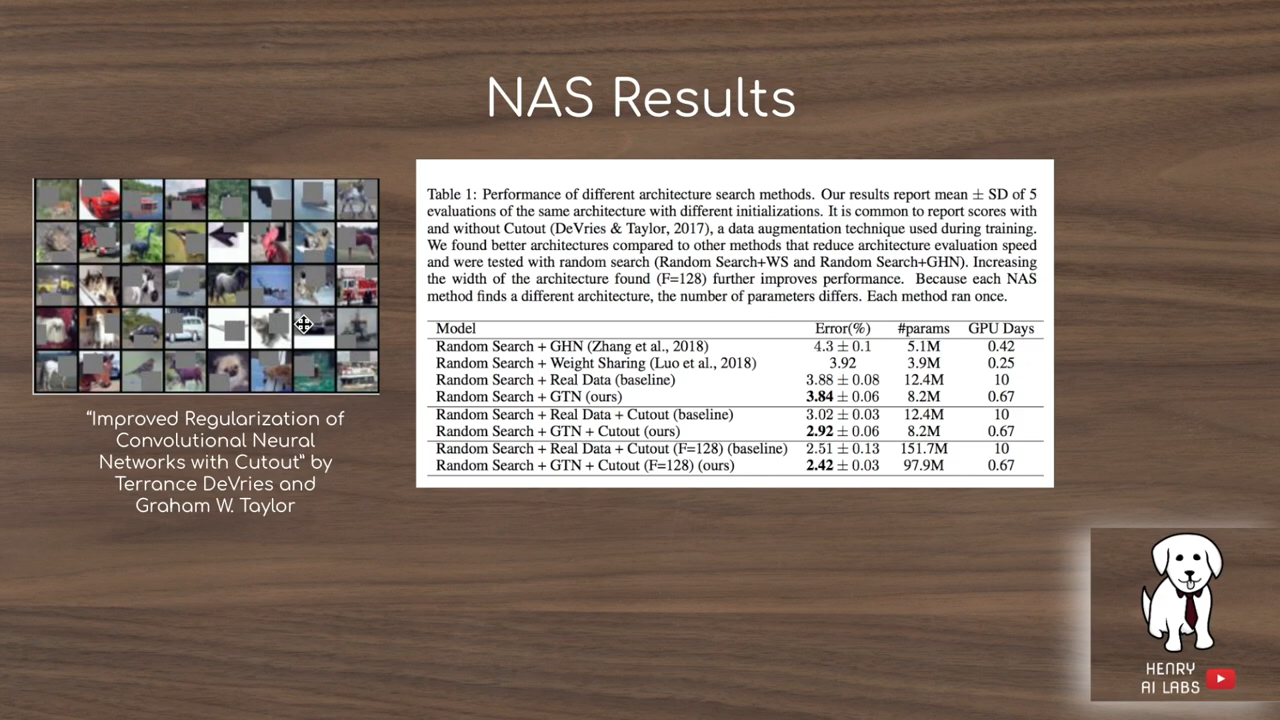 NAS Results
Table 1: Performance of different architecture search methods. Our results report mean ± SD of 5
evaluations of the same architecture with different initializations. It is common to report scores with
and without Cutout (DeVries & Taylor, 2017), a data augmentation technique used during training.
We found better architectures compared to other methods that reduce architecture evaluation speed
and were tested with random search (Random Search+WS and Random Search+GHN). Increasing
the width of the architecture found (F=128) further improves performance. Because each NAS
method finds a different architecture, the number of parameters differs. Each method ran once.
Model Error(%) #params GPU Days
Random Search + GHN (Zhang et al., 2018) 4.3 ± 0.1 5.1M 0.42
Random Search + Weight Sharing (Luo et al., 2018) 3.92 3.9M 0.25
Random Search + Real Data (baseline) 3.88 ± 0.08 12.4M 10
Random Search + GTN (ours) 3.84 ± 0.06 8.2M 0.67
Random Search + Real Data + Cutout (baseline) 3.02 ± 0.03 12.4M 10
Random Search + GTN + Cutout (ours) 2.92 ± 0.06 8.2M 0.67
Random Search + Real Data + Cutout (F=128) (baseline) 2.51 ± 0.13 151.7M 10
Random Search + GTN + Cutout (F=128) (ours) 2.42 ± 0.03 97.9M 0.67
“Improved Regularization of
Convolutional Neural
Networks with Cutout” by
Terrance DeVries and
Graham W. Taylor
HENRY
AI LABS